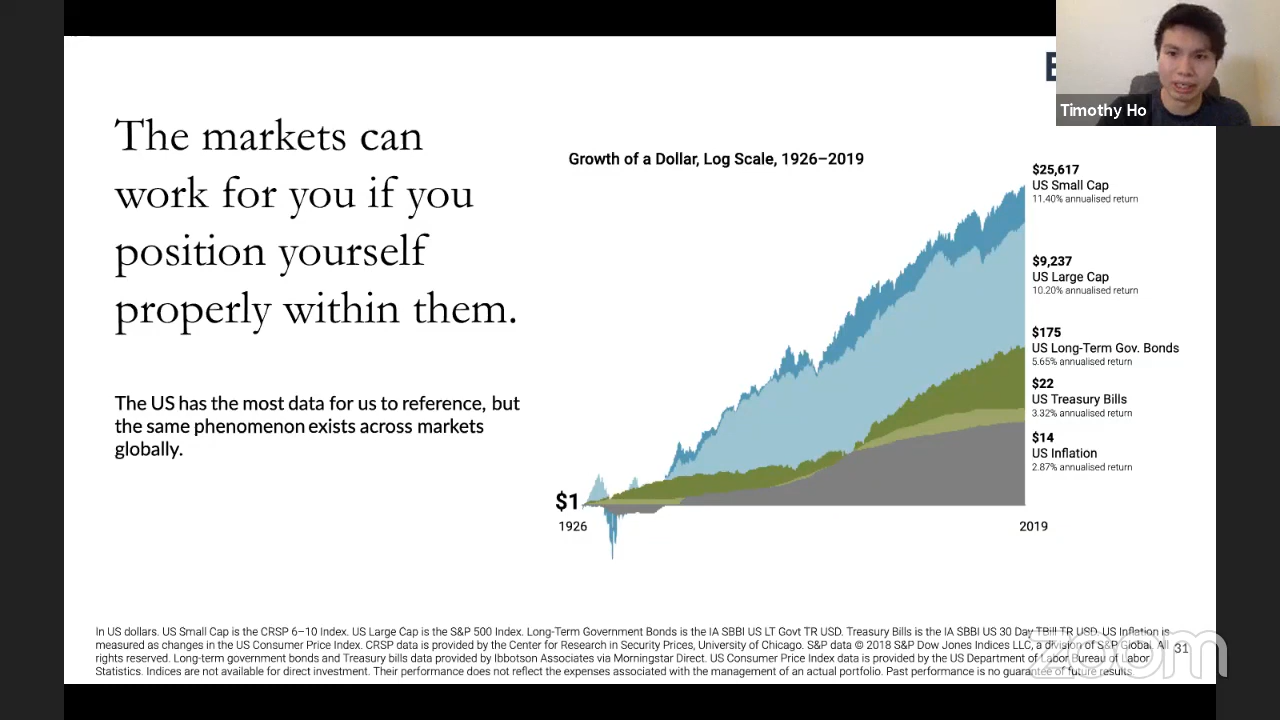 Timothy Ho
The markets can
work for you if you
position yourself
properly within them.
The US has the most data for us to reference, but
the same phenomenon exists across markets
globally.
Growth of a Dollar, Log Scale, 1926–2019
$25,617
US Small Cap
11.40% annualised return
$9,237
US Large Cap
10.20% annualised return
$175
US Long-Term Gov. Bonds
5.65% annualised return
$22
US Treasury Bills
3.32% annualised return
$14
US Inflation
2.87% annualised return
$1
1926
2019
In US dollars. US Small Cap is the CRSP 6–10 Index. US Large Cap is the S&P 500 Index. Long-Term Government Bonds is the IA SBBI US LT Govt TR USD. Treasury Bills is the IA SBBI US 30 Day TBill TR USD. US Inflation is
measured as changes in the US Consumer Price Index. CRSP data is provided by the Center for Research in Security Prices, University of Chicago. S&P data © 2018 S&P Dow Jones Indices LLC, a division of S&P Global. All
rights reserved. Long-term government bonds and Treasury bills data provided by Ibbotson Associates via Morningstar Direct. US Consumer Price Index data is provided by the US Department of Labor Bureau of Labor
Statistics. Indices are not available for direct investment. Their performance does not reflect the expenses associated with the management of an actual portfolio. Past performance is no guarantee of future results.
31
zoom